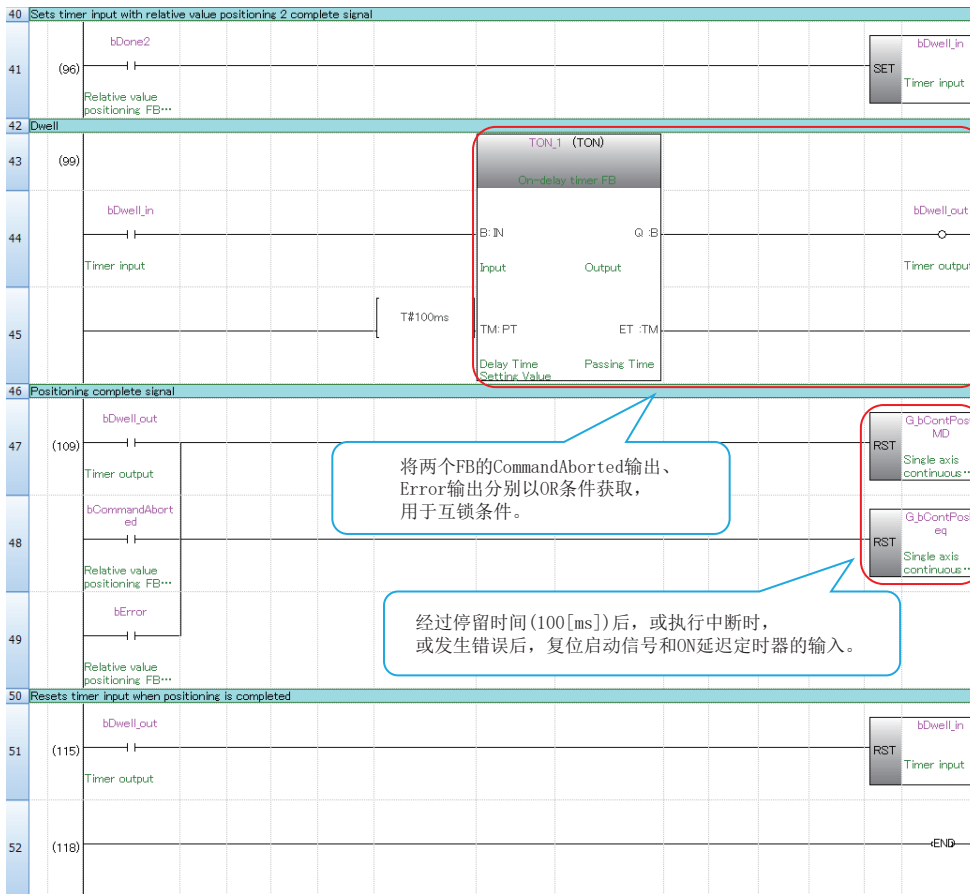 40 Sets timer input with relative value positioning 2 complete signal
bDone2
bDwell_in
41 (96) SET
Timer input
Relative value
positioning FB…
42 Dwell
TON_1 (TON)
43 (99)
On-delay timer FB
bDwell_in
bDwell_out
44 B:IN Q:B
Timer input Input Output Timer output
T#100ms
45 TM:PT ET:TM
Delay Time
Setting Value
Passing Time
46 Positioning complete signal
bDwell_out
G_bContPos
MD
47 (109) RST
Timer output
Single axis
continuous…
将两个FB的CommandAborted输出、
Error输出分别以OR条件获取，
用于互锁条件。
bCommandAbort
ed
G_bContPos
eq
48 RST
Relative value
positioning FB…
Single axis
continuous…
bError
49
Relative value
positioning FB…
经过停留时间(100[ms])后，或执行中断时，
或发生错误后，复位启动信号和ON延迟定时器的输入。
50 Resets timer input when positioning is completed
bDwell_out
bDwell_in
51 (115) RST
Timer output
Timer input
52 (118) END